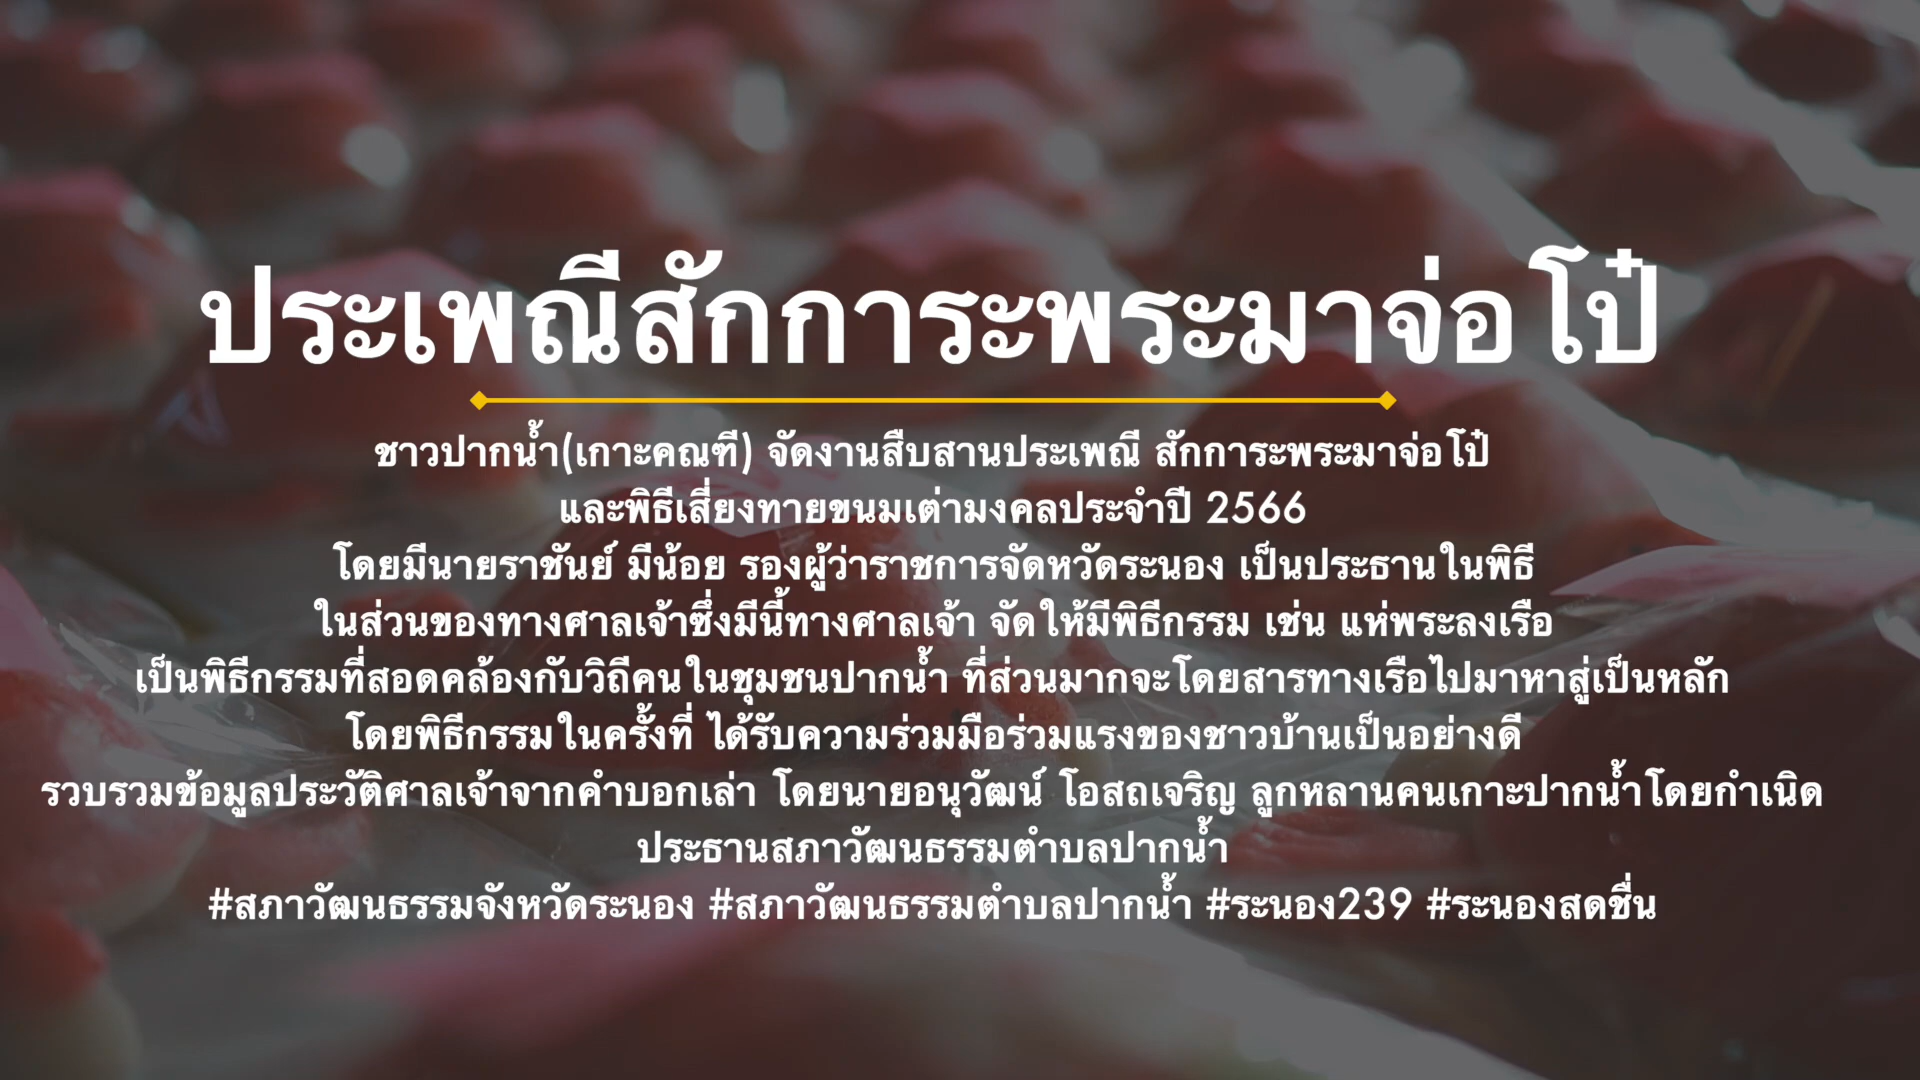 ประเพณีสักการะพระมาจ่อโป๋
ชาวปากน้ำ(เกาะคณฑี) จัดงานสืบสานประเพณี สักการะพระมาจ่อโป๋
และพิธีเสี่ยงทายขนมเต่ามงคลประจำปี 2566
โดยมีนายราชันย์ มีน้อย รองผู้ว่าราชการจัดหวัดระนอง เป็นประธานในพิธี
ในส่วนของทางศาลเจ้าซึ่งมีนี้ทางศาลเจ้า จัดให้มีพิธีกรรม เช่น แห่พระลงเรือ
เป็นพิธีกรรมที่สอดคล้องกับวิถีคนในชุมชนปากน้ำ ที่ส่วนมากจะโดยสารทางเรือไปมาหาสู่เป็นหลัก
โดยพิธีกรรมในครั้งที่ ได้รับความร่วมมือร่วมแรงของชาวบ้านเป็นอย่างดี
รวบรวมข้อมูลประวัติศาลเจ้าจากคำบอกเล่า โดยนายอนุวัฒน์ โอสถเจริญ ลูกหลานคนเกาะปากน้ำโดยกำเนิด
ประธานสภาวัฒนธรรมตำบลปากน้ำ
#สภาวัฒนธรรมจังหวัดระนอง #สภาวัฒนธรรมตำบลปากน้ำ #ระนอง239 #ระนองสดชื่น